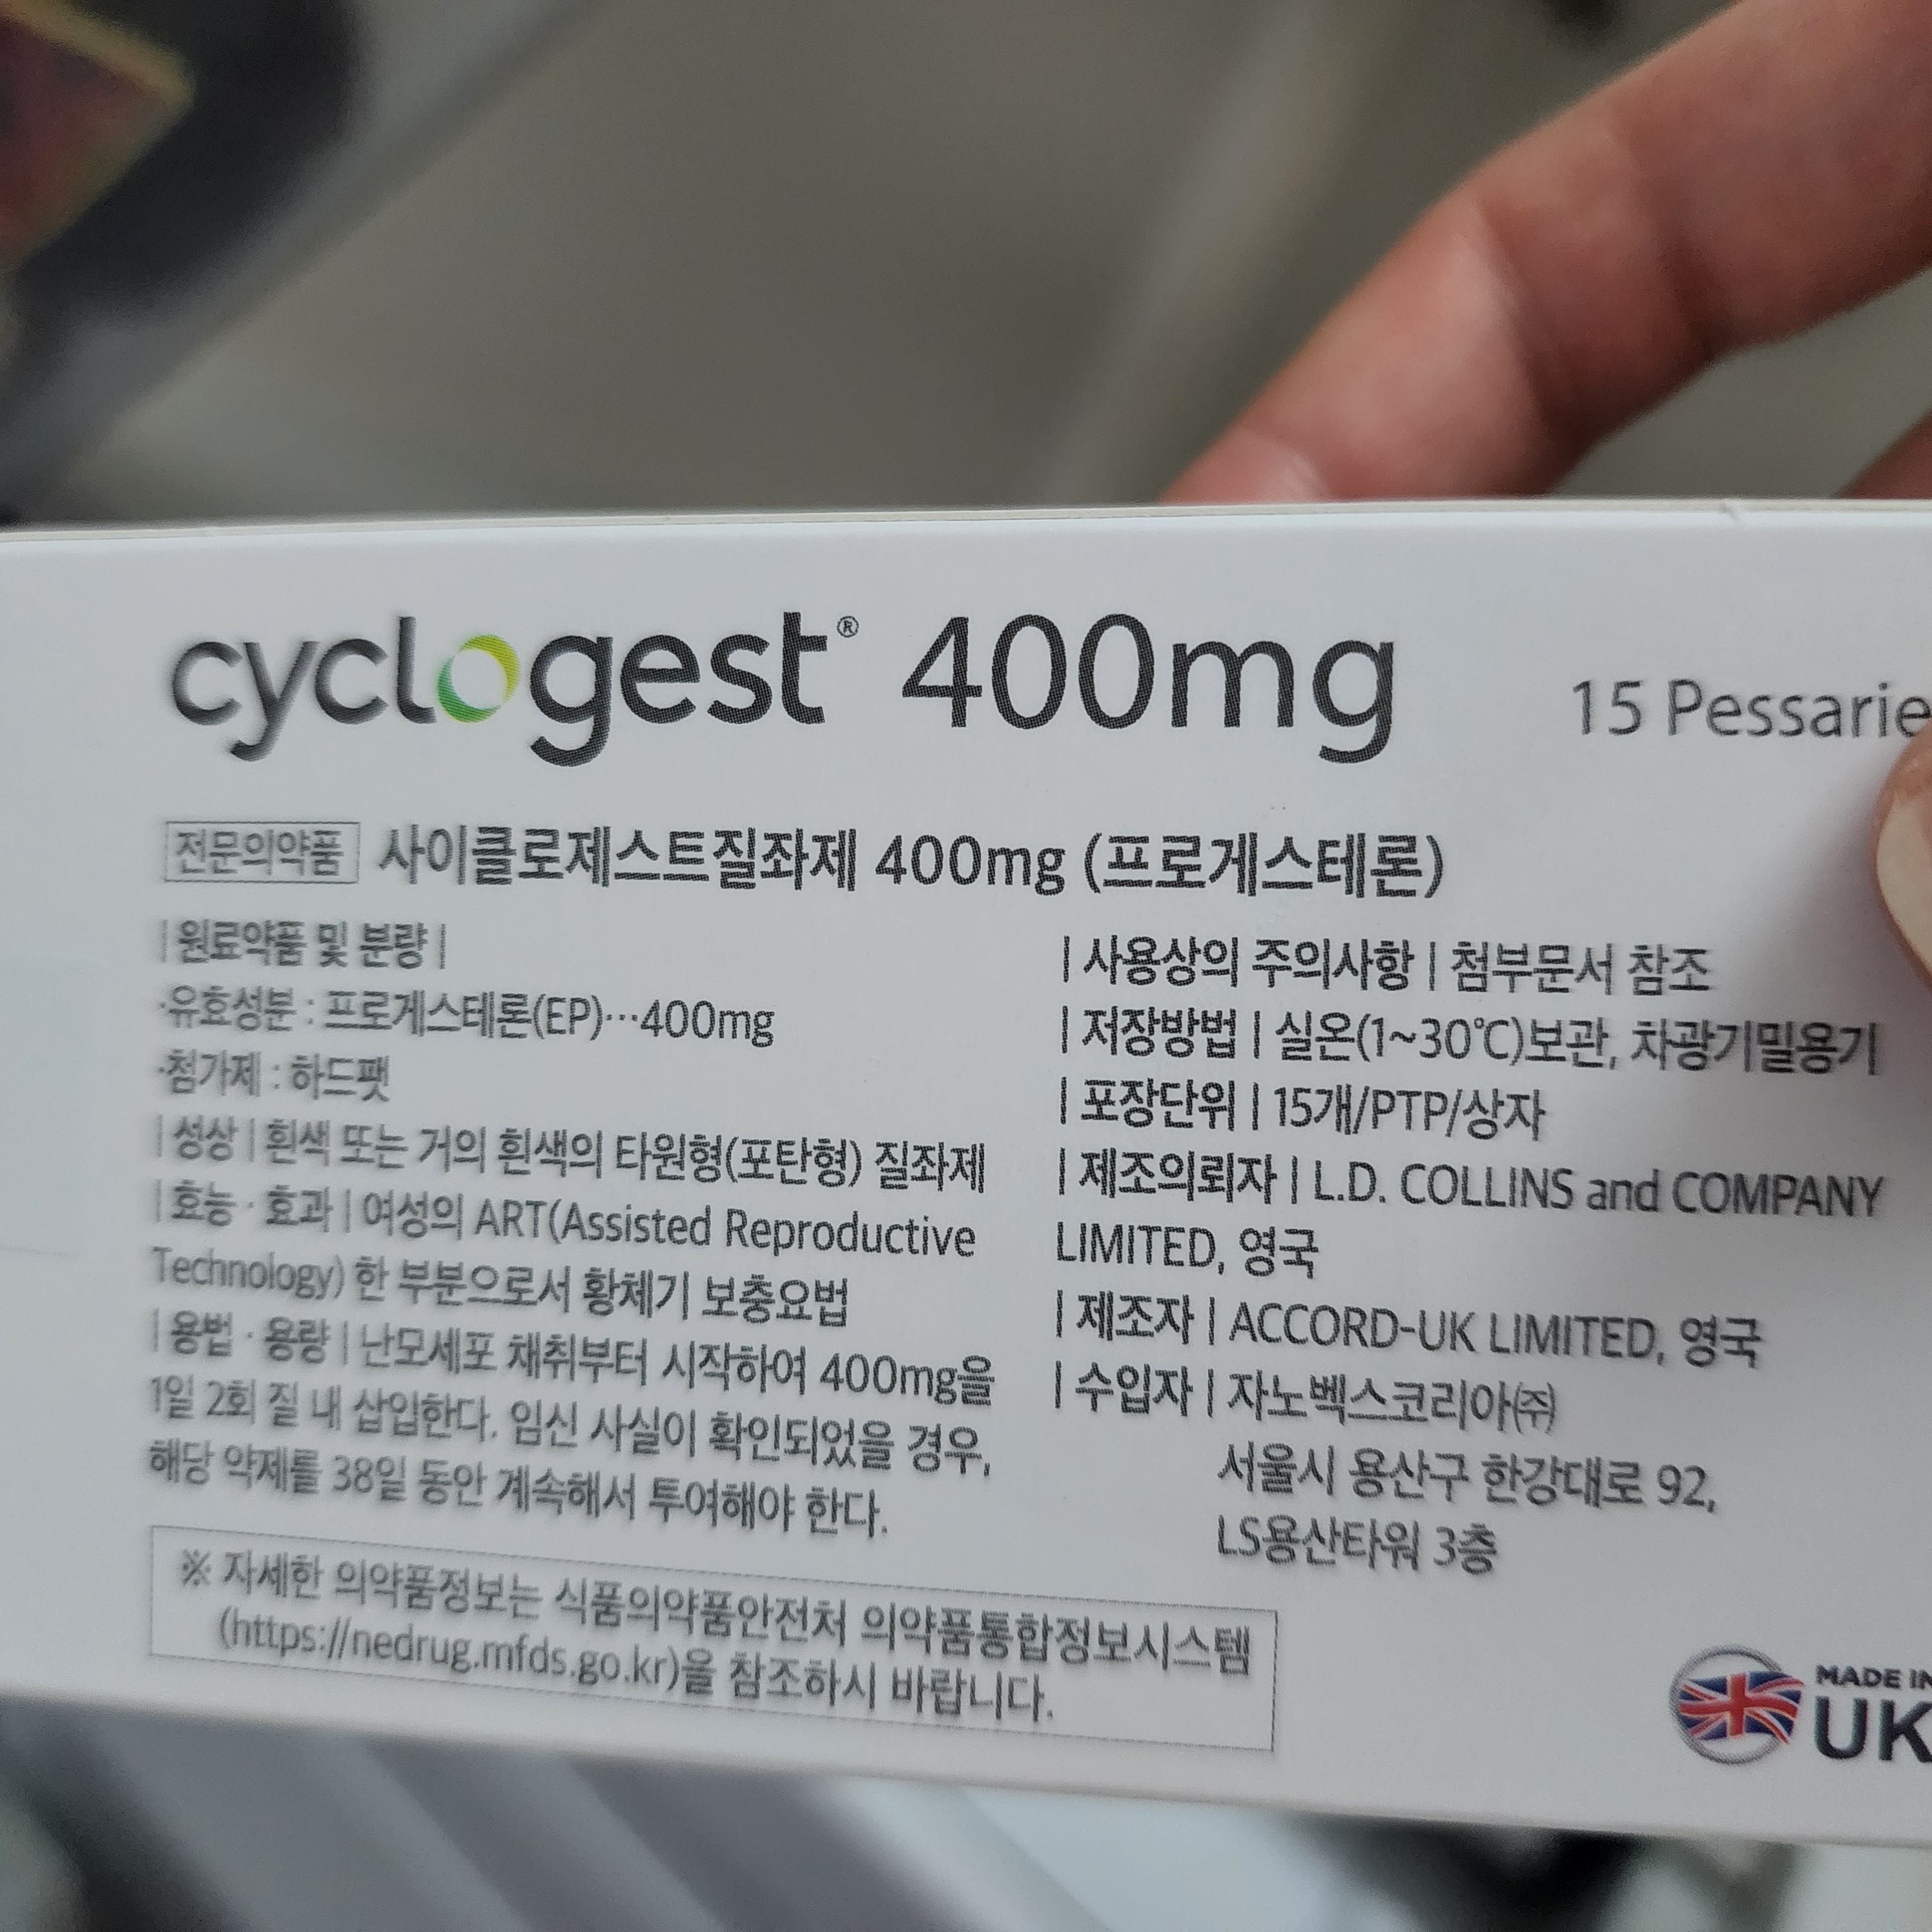 cyclogest® 400mg
15 Pessarie
전문의약품 사이클로제스트질좌제 400mg (프로게스테론)
|원료약품 및 분량|
·유효성분 : 프로게스테론(EP)···400mg
·첨가제 : 하드팻
|성상| 흰색 또는 거의 흰색의 타원형(포탄형) 질좌제
|효능·효과| 여성의 ART(Assisted Reproductive
Technology) 한 부분으로서 황체기 보충요법
|용법·용량| 난모세포 채취부터 시작하여 400mg을
1일 2회 질 내 삽입한다. 임신 사실이 확인되었을 경우,
해당 약제를 38일 동안 계속해서 투여해야 한다.
|사용상의 주의사항| 첨부문서 참조
|저장방법| 실온(1~30℃)보관, 차광기밀용기
|포장단위| 15개/PTP/상자
|제조의뢰자| L.D. COLLINS and COMPANY
LIMITED, 영국
|제조자| ACCORD-UK LIMITED, 영국
|수입자| 자노벡스코리아㈜
서울시 용산구 한강대로 92,
LS용산타워 3층
※ 자세한 의약품정보는 식품의약품안전처 의약품통합정보시스템
(https://nedrug.mfds.go.kr)을 참조하시 바랍니다.
MADE IN
UK